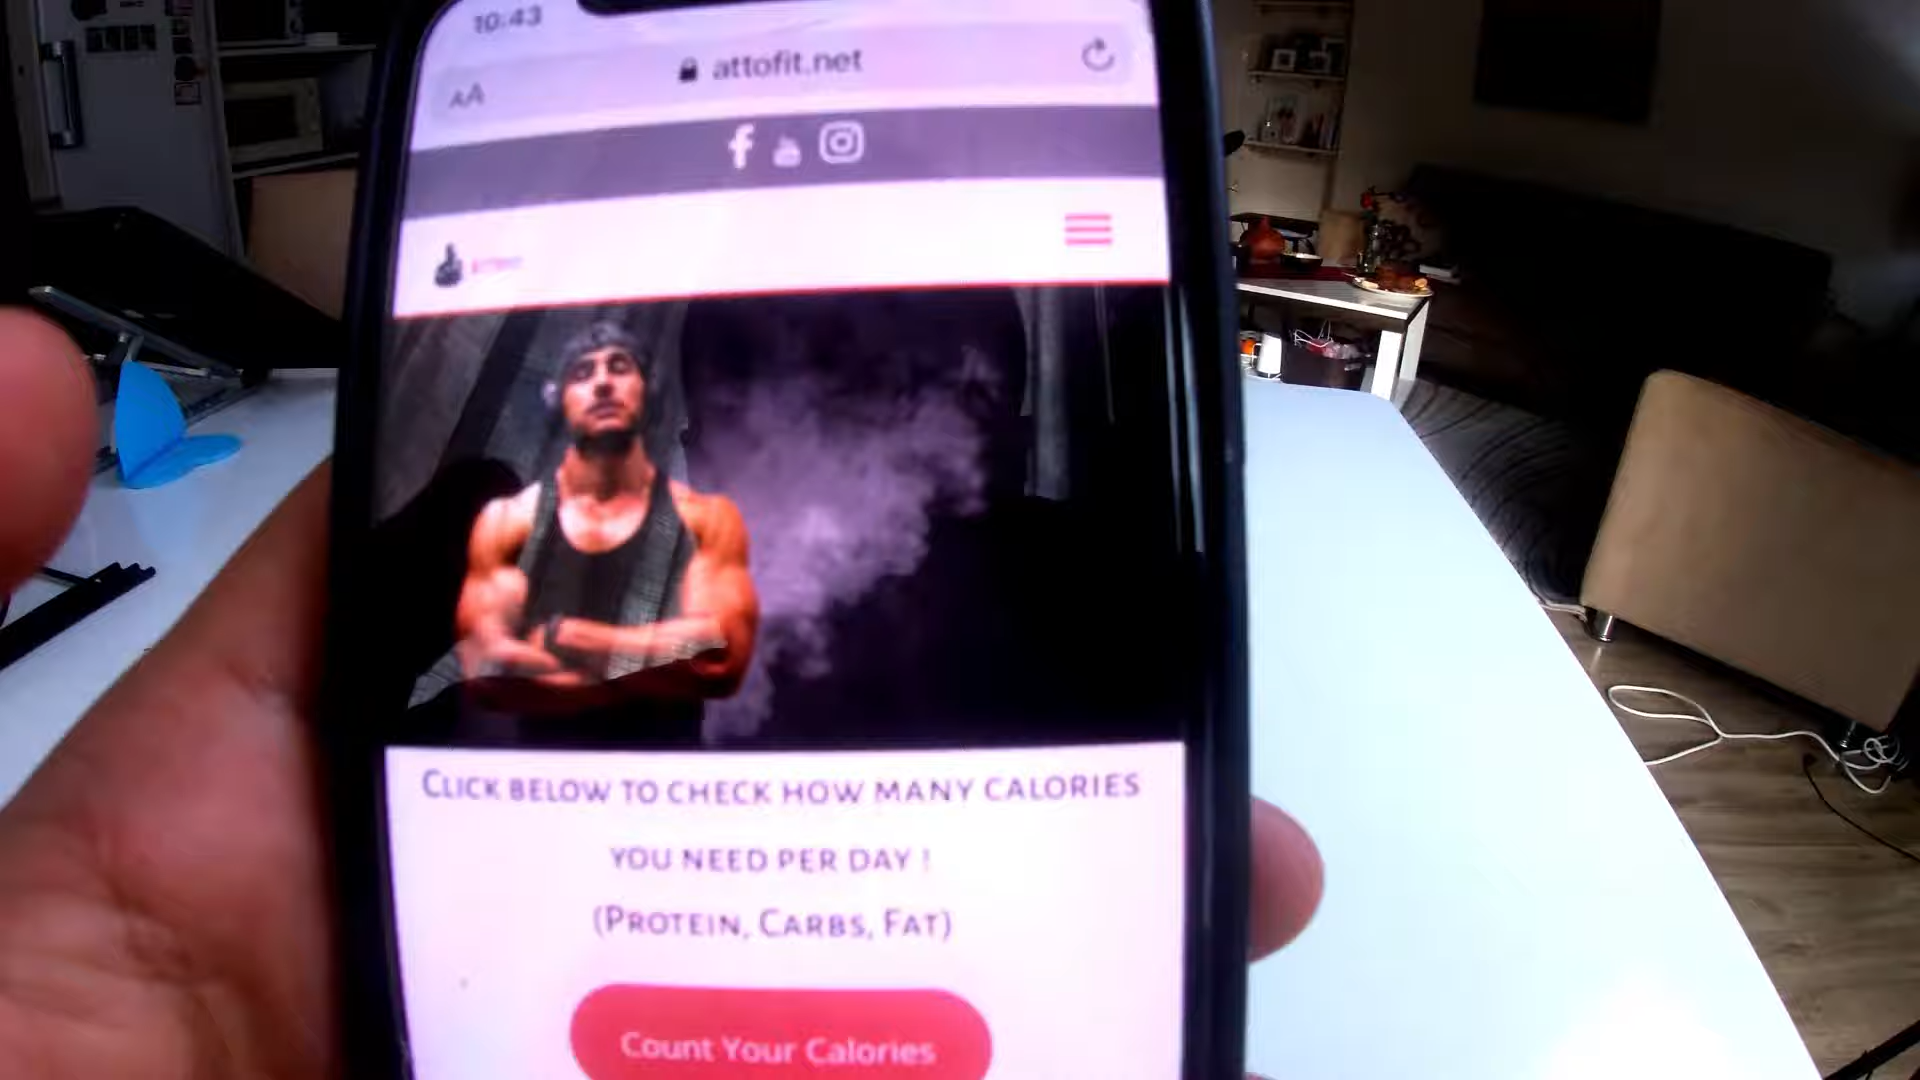 10:43
AA
attofit.net
CLICK BELOW TO CHECK HOW MANY CALORIES
YOU NEED PER DAY !
(PROTEIN, CARBS, FAT)
Count Your Calories